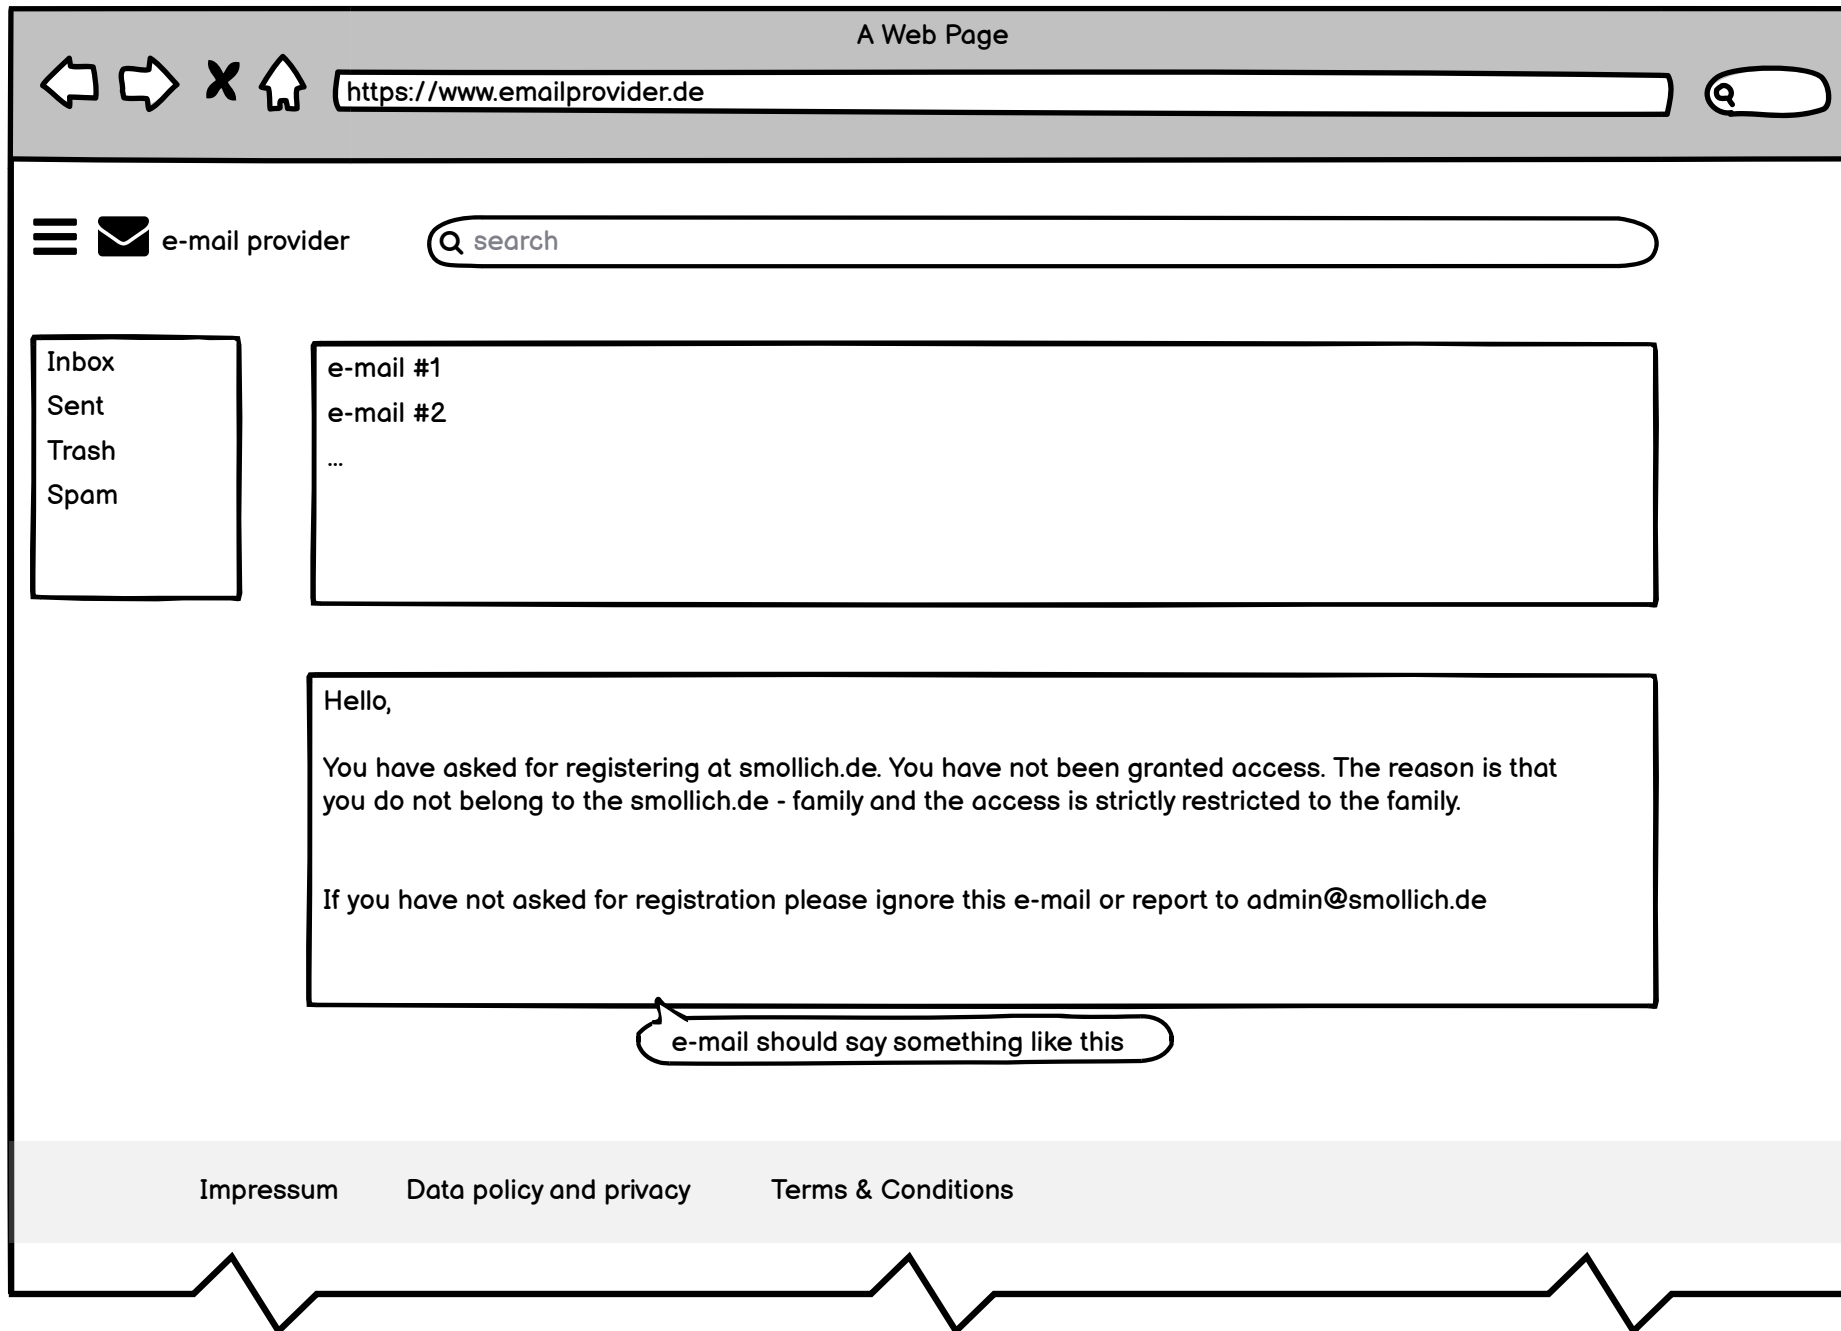 A Web Page
https://www.emailprovider.de
e-mail provider
search
Inbox
Sent
Trash
Spam
e-mail #1
e-mail #2
...
Hello,
You have asked for registering at smollich.de. You have not been granted access. The reason is that
you do not belong to the smollich.de - family and the access is strictly restricted to the family.
If you have not asked for registration please ignore this e-mail or report to admin@smollich.de
e-mail should say something like this
Impressum
Data policy and privacy
Terms & Conditions